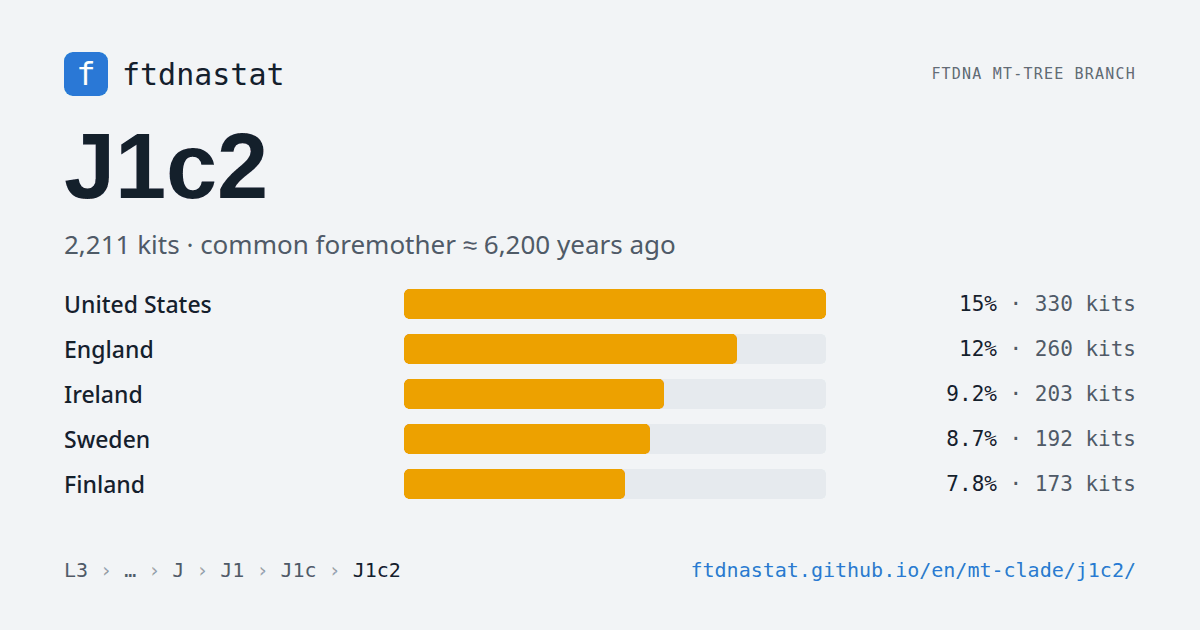 f ftdnastat
FTDNA MT-TREE BRANCH
J1c2
2,211 kits · common foremother ≈ 6,200 years ago
United States 15% · 330 kits
England 12% · 260 kits
Ireland 9.2% · 203 kits
Sweden 8.7% · 192 kits
Finland 7.8% · 173 kits
L3 › … › J › J1 › J1c › J1c2
ftdnastat.github.io/en/mt-clade/j1c2/